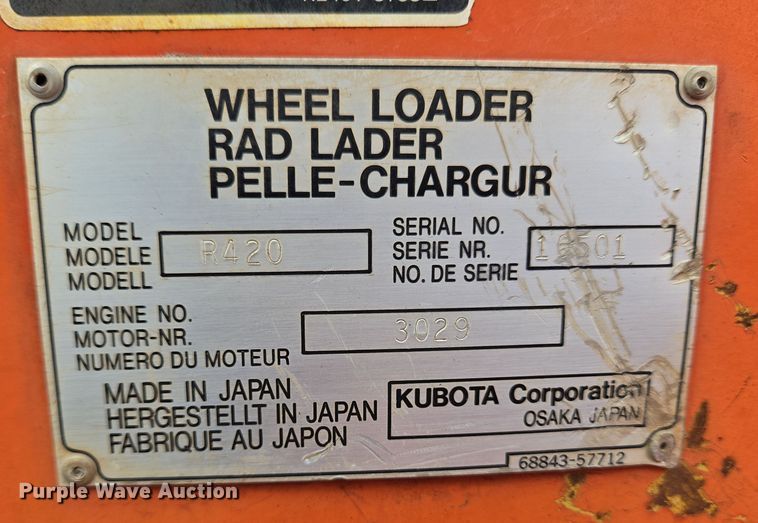 WHEEL LOADER
RAD LADER
PELLE-CHARGUR
MODEL
MODELE
MODELL
R420
SERIAL NO.
SERIE NR.
NO. DE SERIE
ENGINE NO.
MOTOR-NR.
NUMERO DU MOTEUR
3029
MADE IN JAPAN
HERGESTELLT IN JAPAN
FABRIQUE AU JAPON
KUBOTA Corporation
OSAKA JAPAN
68843-57712
Purple Wave Auction